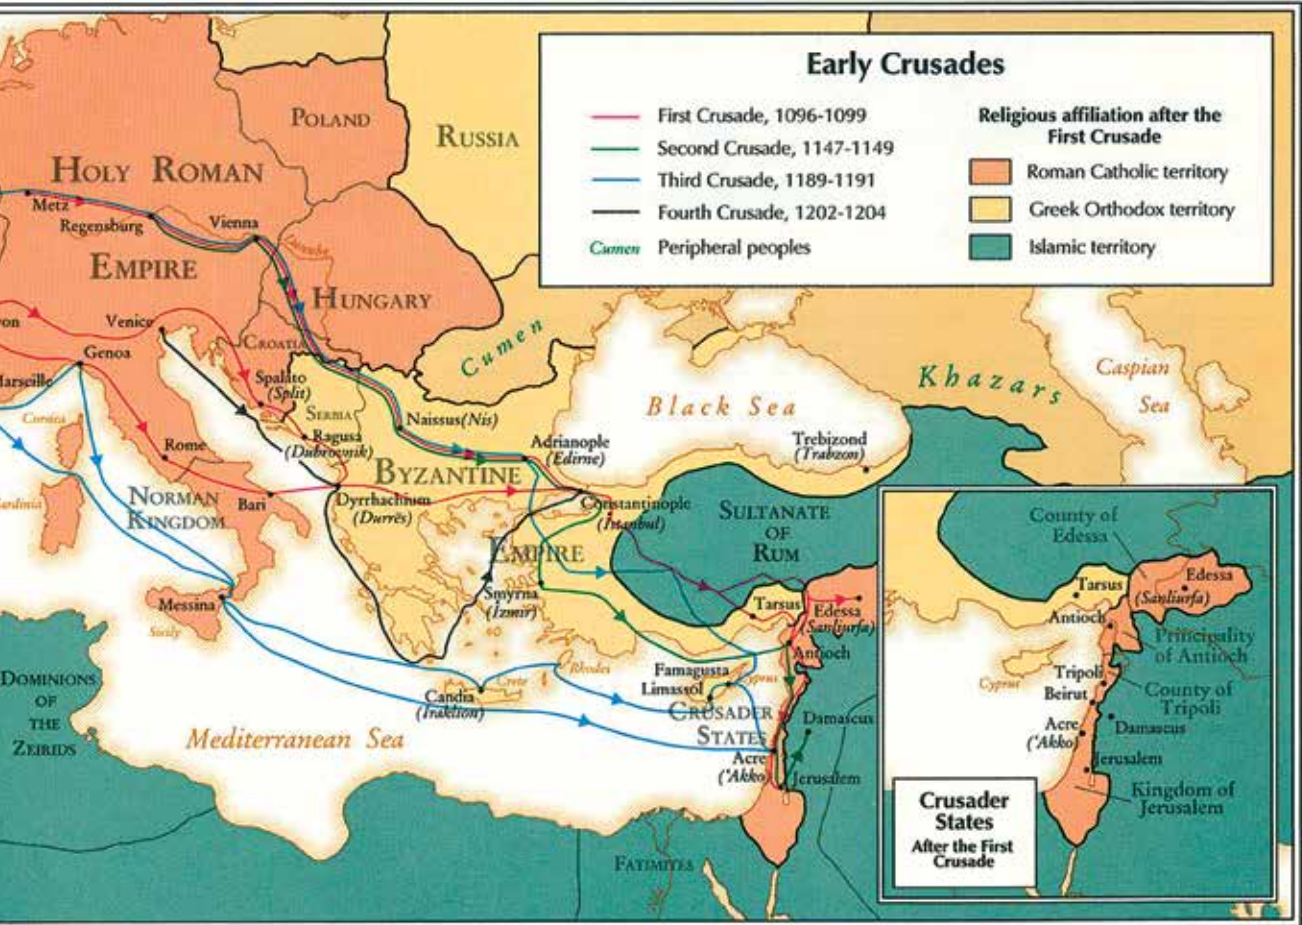 Early Crusades
First Crusade, 1096-1099
Second Crusade, 1147-1149
Third Crusade, 1189-1191
Fourth Crusade, 1202-1204
Cumen Peripheral peoples
Religious affiliation after the
First Crusade
Roman Catholic territory
Greek Orthodox territory
Islamic territory
POLAND
RUSSIA
HOLY ROMAN
EMPIRE
Metz
Regensburg
Vienna
Danube
HUNGARY
Venice
CROATIA
Genoa
Marseille
Corsica
Sardinia
Spalato
(Split)
SERBIA
Ragusa
(Dubrovnik)
Naissus(Nis)
Cumen
Khazars
Caspian
Sea
Black Sea
Trebizond
(Trabzon)
Adrianople
(Edirne)
Rome
BYZANTINE
EMPIRE
NORMAN
KINGDOM
Bari
Dyrrhachium
(Durrës)
Constantinople
(Istanbul)
SULTANATE
OF
RUM
Smyrna
(İzmir)
Messina
Sicily
Tarsus
Edessa
(Sanliurfa)
Antioch
Rhodes
Crete
Candia
(Iraklion)
Famagusta
Limassol
Cyprus
CRUSADER
STATES
Damascus
Acre
('Akko)
Jerusalem
DOMINIONS
OF
THE
ZEIRIDS
Mediterranean Sea
FATIMITES
County of
Edessa
Tarsus
Edessa
(Sanliurfa)
Antioch
Principality
of Antioch
Cyprus
Tripoli
Beirut
County of
Tripoli
Acre
('Akko)
Damascus
Jerusalem
Kingdom of
Jerusalem
Crusader
States
After the First
Crusade